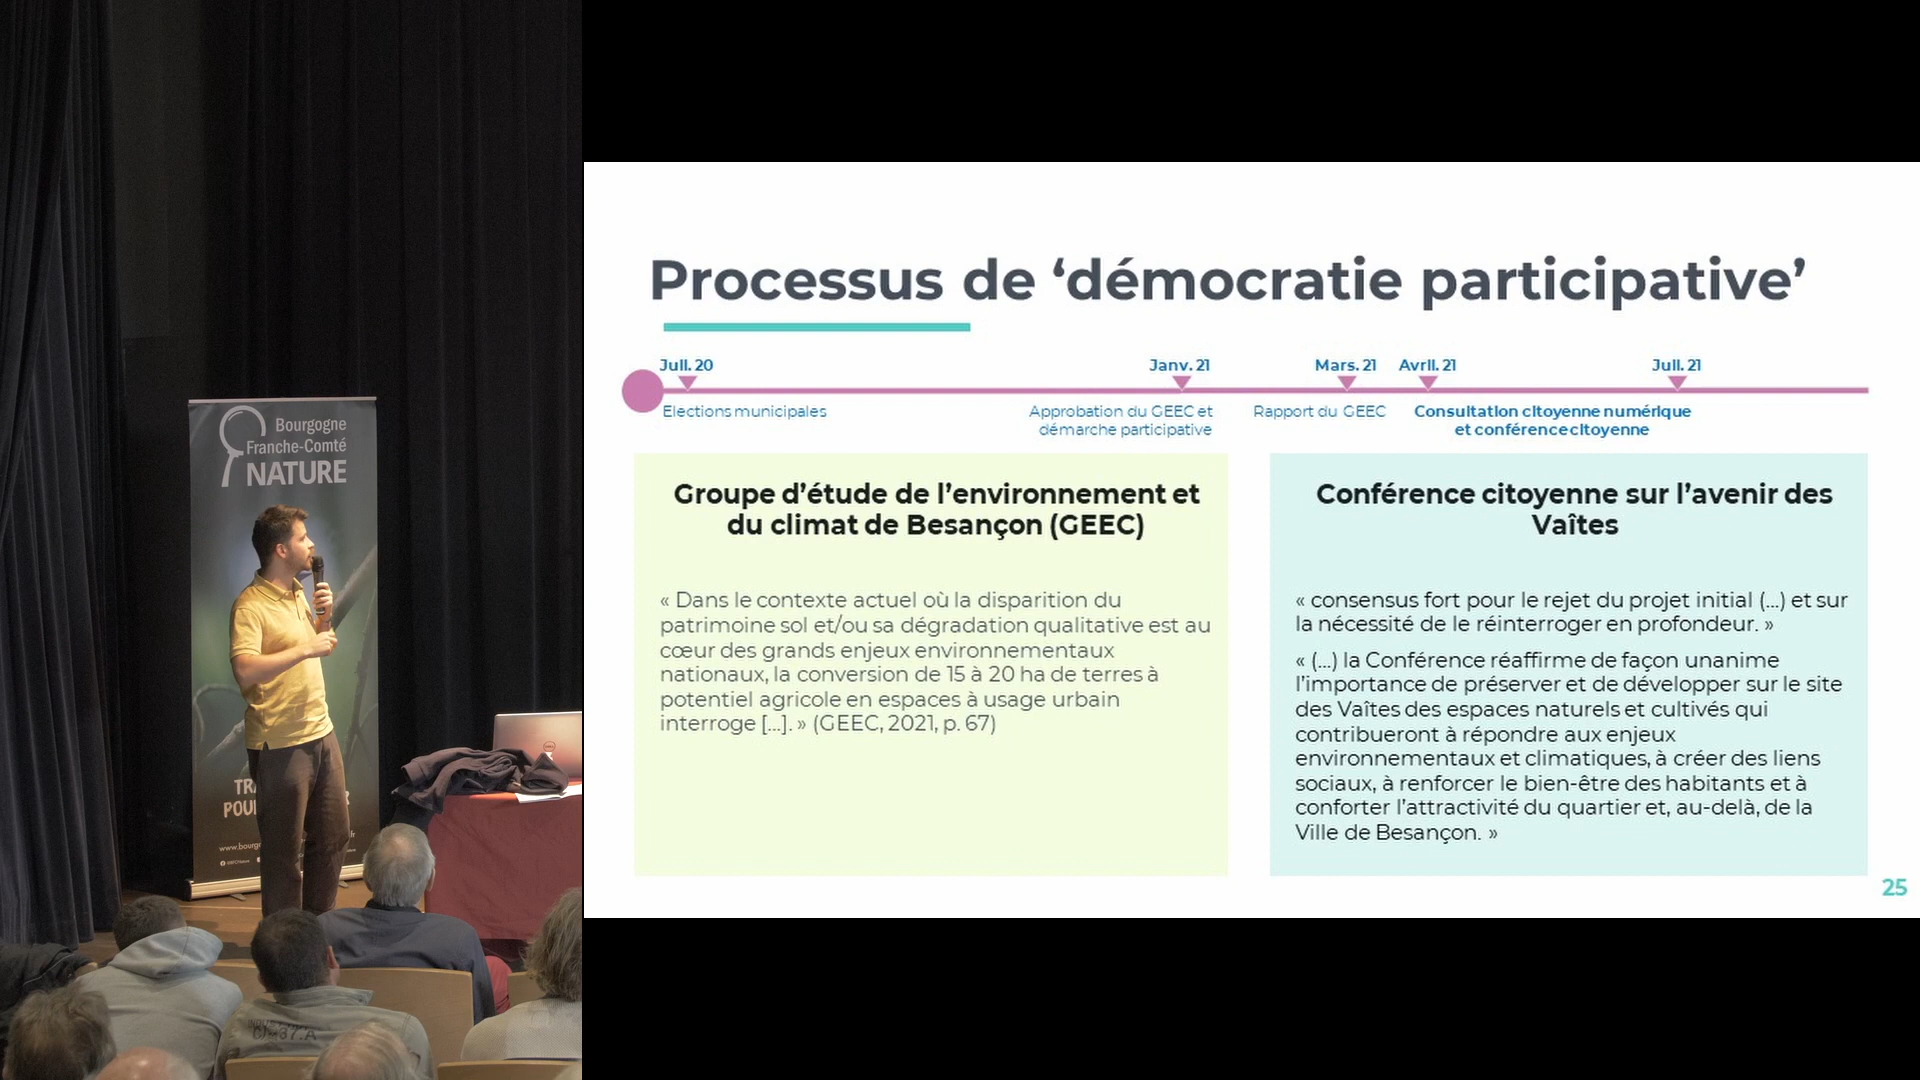 Bourgogne
Franche-Comté
NATURE
www.bourg
Processus de ‘démocratie participative’
Juil. 20
Janv. 21
Mars. 21
Avril. 21
Juil. 21
Elections municipales
Approbation du GEEC et
démarche participative
Rapport du GEEC
Consultation citoyenne numérique
et conférence citoyenne
Groupe d’étude de l’environnement et
du climat de Besançon (GEEC)
« Dans le contexte actuel où la disparition du
patrimoine sol et/ou sa dégradation qualitative est au
cœur des grands enjeux environnementaux
nationaux, la conversion de 15 à 20 ha de terres à
potentiel agricole en espaces à usage urbain
interroge [...]. » (GEEC, 2021, p. 67)
Conférence citoyenne sur l’avenir des
Vaîtes
« consensus fort pour le rejet du projet initial (...) et sur
la nécessité de le réinterroger en profondeur. »
« (...) la Conférence réaffirme de façon unanime
l’importance de préserver et de développer sur le site
des Vaîtes des espaces naturels et cultivés qui
contribueront à répondre aux enjeux
environnementaux et climatiques, à créer des liens
sociaux, à renforcer le bien-être des habitants et à
conforter l’attractivité du quartier et, au-delà, de la
Ville de Besançon. »
25